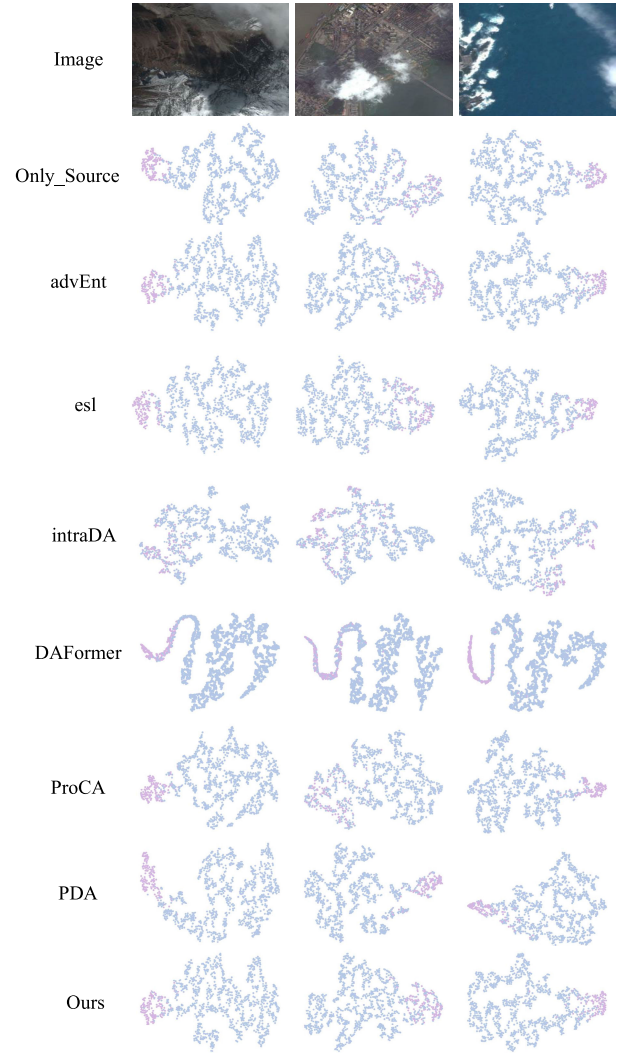 Image
Only_Source
advEnt
esl
intraDA
DAFormer
ProCA
PDA
Ours